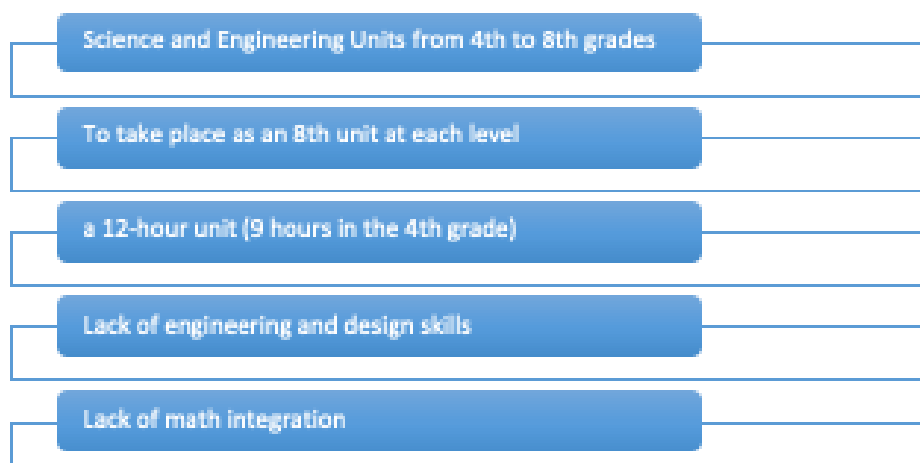 Science and Engineering Units from 4th to 8th grades
To take place as an 8th unit at each level
a 12-hour unit (9 hours in the 4th grade)
Lack of engineering and design skills
Lack of math integration